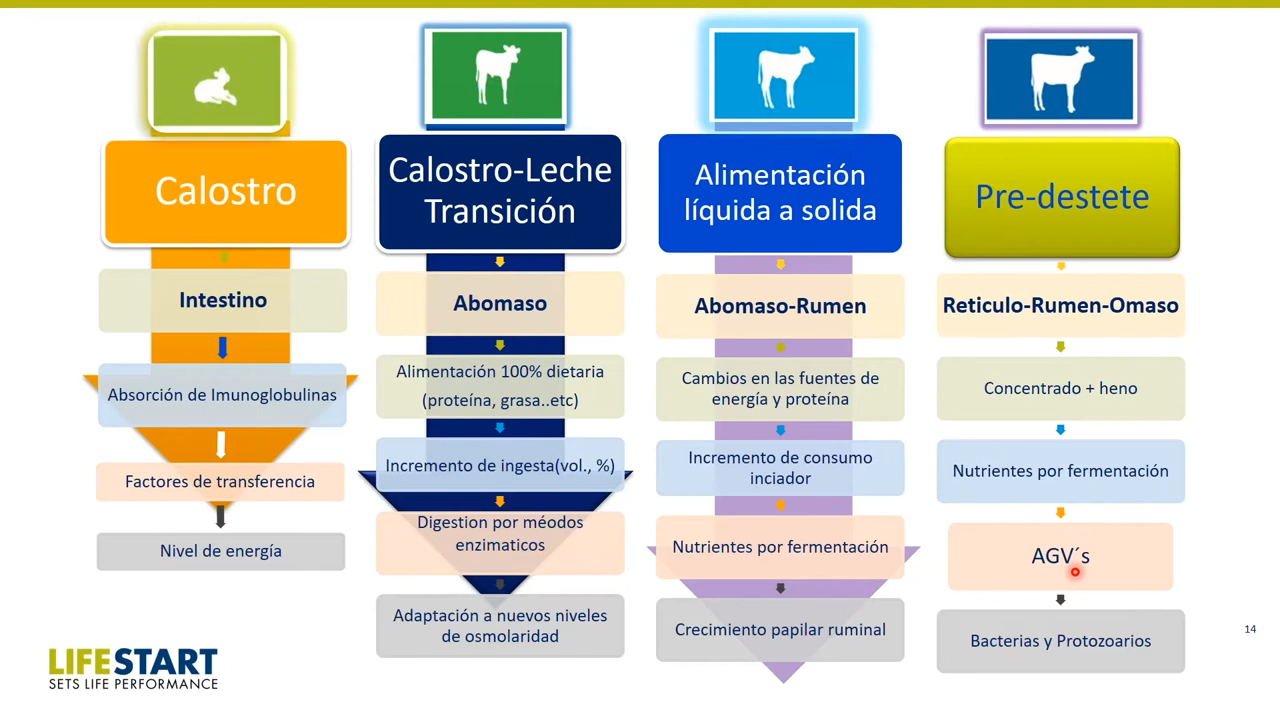 Calostro
Intestino
Absorción de Imunoglobulinas
Factores de transferencia
Nivel de energía
Calostro-Leche
Transición
Abomaso
Alimentación 100% dietaria
(proteína, grasa..etc)
Incremento de ingesta(vol., %)
Digestion por méodos
enzimaticos
Adaptación a nuevos niveles
de osmolaridad
Alimentación
líquida a solida
Abomaso-Rumen
Cambios en las fuentes de
energía y proteína
Incremento de consumo
inciador
Nutrientes por fermentación
Crecimiento papilar ruminal
Pre-destete
Reticulo-Rumen-Omaso
Concentrado + heno
Nutrientes por fermentación
AGV´s
Bacterias y Protozoarios
14
LIFESTART
SETS LIFE PERFORMANCE